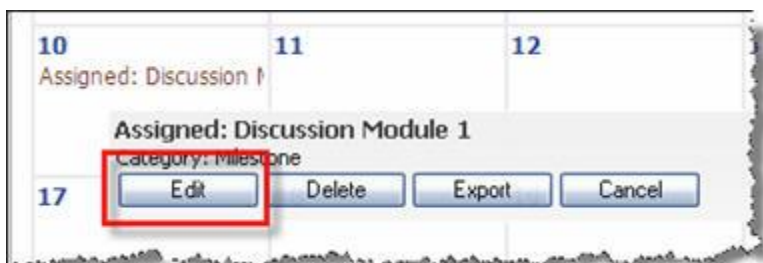 10 11 12
Assigned: Discussion M
Assigned: Discussion Module 1
Category: Milestone
17 Edit Delete Export Cancel